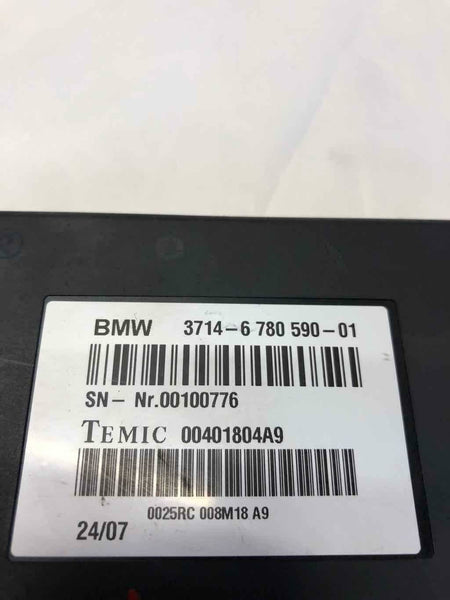 BMW 3714-6 780 590-01
SN- Nr.00100776
TEMIC 00401804A9
0025RC 008M18 A9
24/07